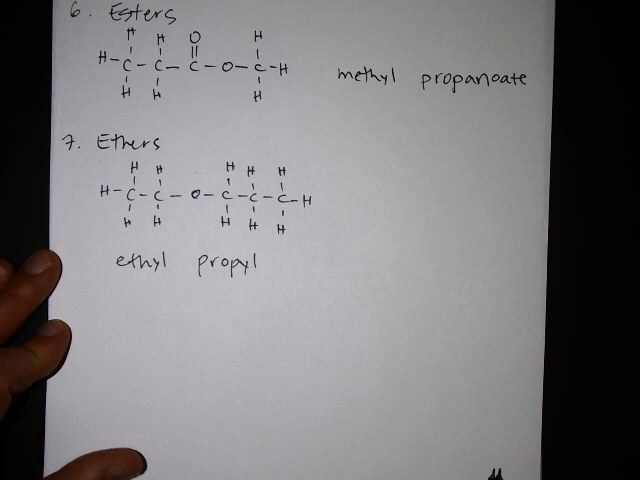 6. Esters
H H O H
H-C-C-C-O-C-H
H H H
methyl propanoate
7. Ethers
H H H H H
H-C-C-O-C-C-C-H
H H H H H
ethyl propyl